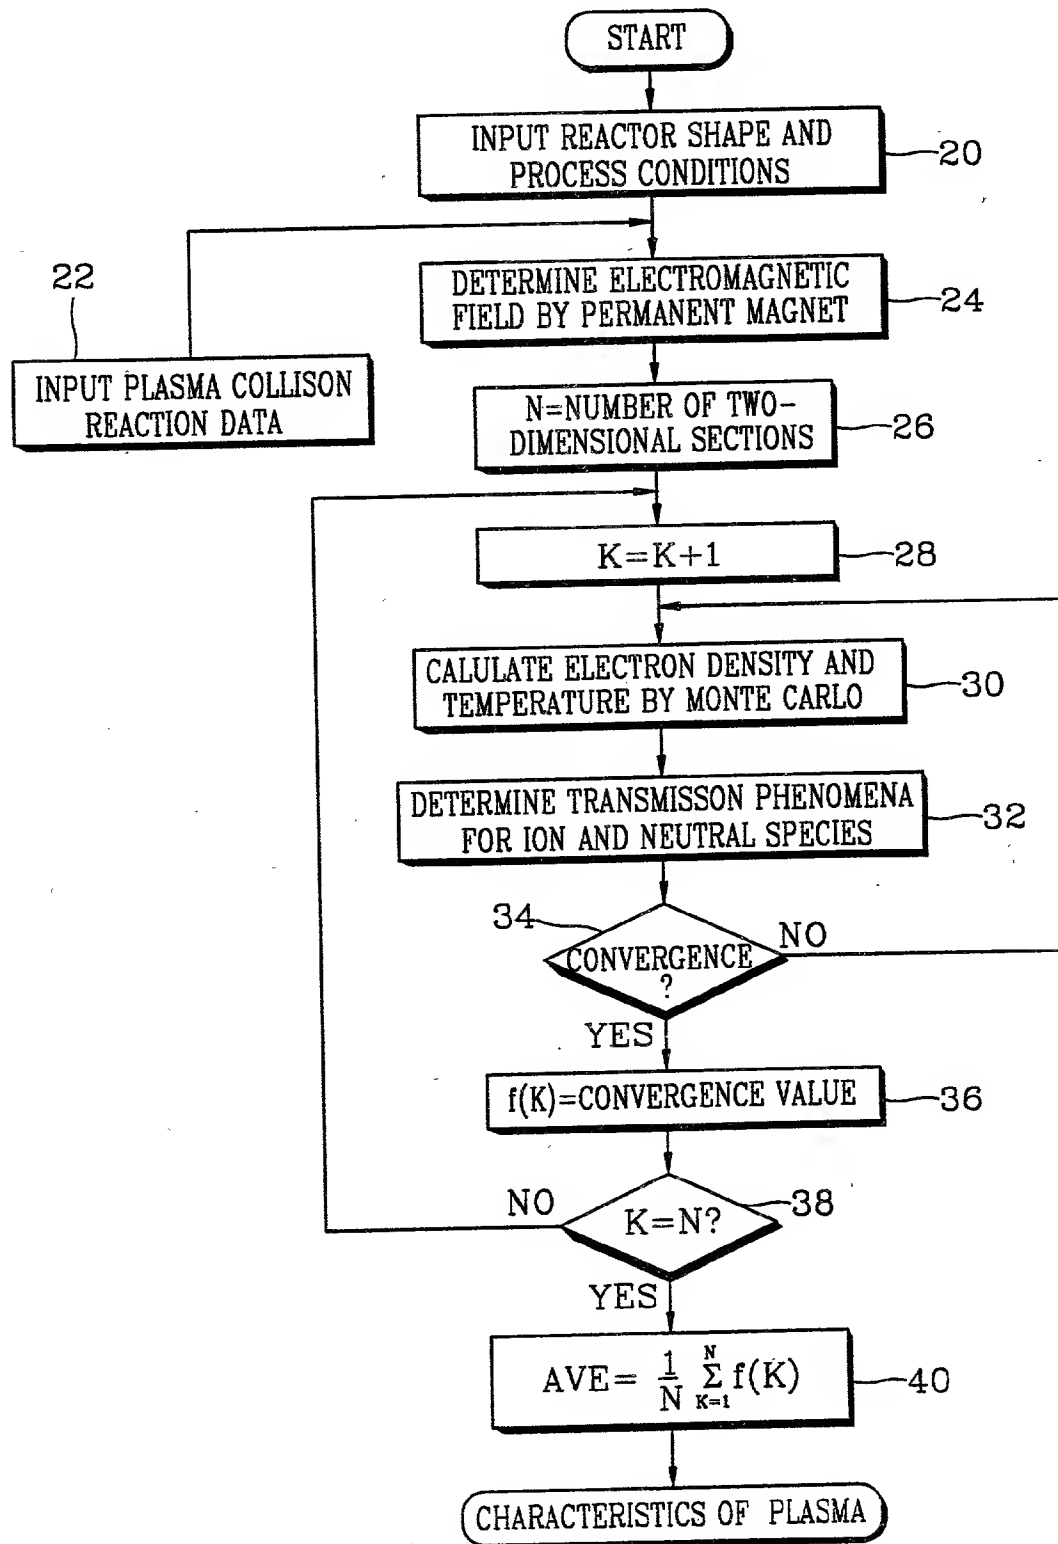 START
INPUT REACTOR SHAPE AND
PROCESS CONDITIONS
20
22
INPUT PLASMA COLLISON
REACTION DATA
DETERMINE ELECTROMAGNETIC
FIELD BY PERMANENT MAGNET
24
N=NUMBER OF TWO-
DIMENSIONAL SECTIONS
26
K=K+1
28
CALULATE ELECTRON DENSITY AND
TEMPERATURE BY MONTE CARLO
30
DETERMINE TRANSMISSON PHENOMENA
FOR ION AND NEUTRAL SPECIES
32
34
CONVERGENCE
?
NO
YES
f(K)=CONVERGENCE VALUE
36
NO
K=N?
38
YES
AVE= 1/N N Σ K=1 f(K)
40
CHARACTERISTICS OF PLASMA